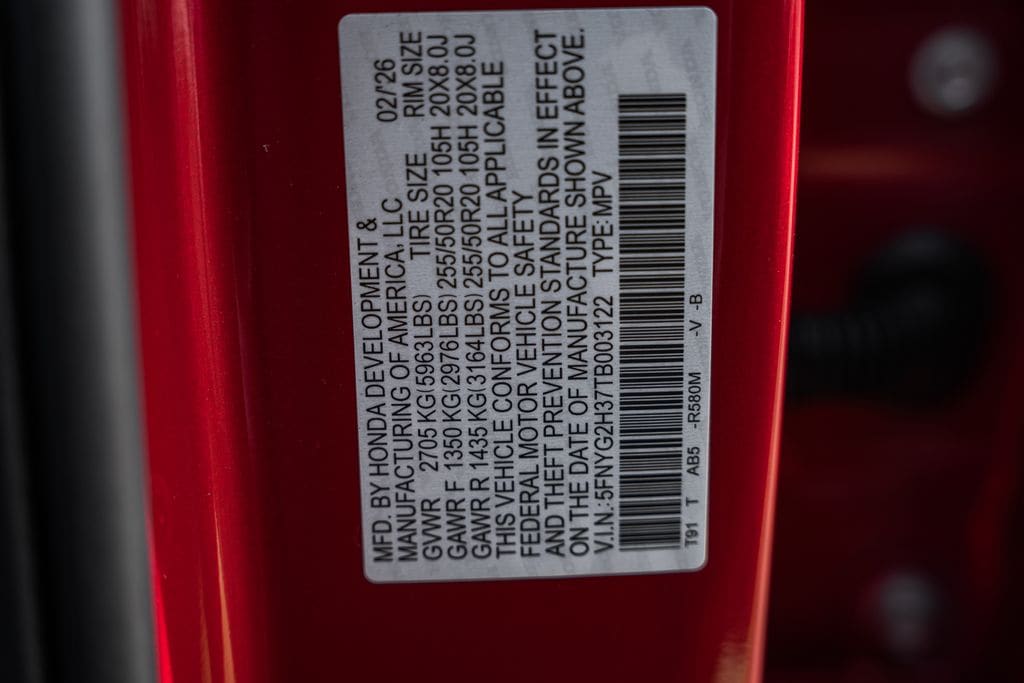 MFD. BY HONDA DEVELOPMENT &
MANUFACTURING OF AMERICA, LLC 02/'26
GVWR 2705 KG(5963LBS) TIRE SIZE RIM SIZE
GAWR F 1350 KG(2976LBS) 255/50R20 105H 20X8.0J
GAWR R 1435 KG(3164LBS) 255/50R20 105H 20X8.0J
THIS VEHICLE CONFORMS TO ALL APPLICABLE
FEDERAL MOTOR VEHICLE SAFETY
AND THEFT PREVENTION STANDARDS IN EFFECT
ON THE DATE OF MANUFACTURE SHOWN ABOVE.
V.I.N.:5FNYG2H37TB003122 TYPE:MPV
T91 T AB5 -R580M -V -B